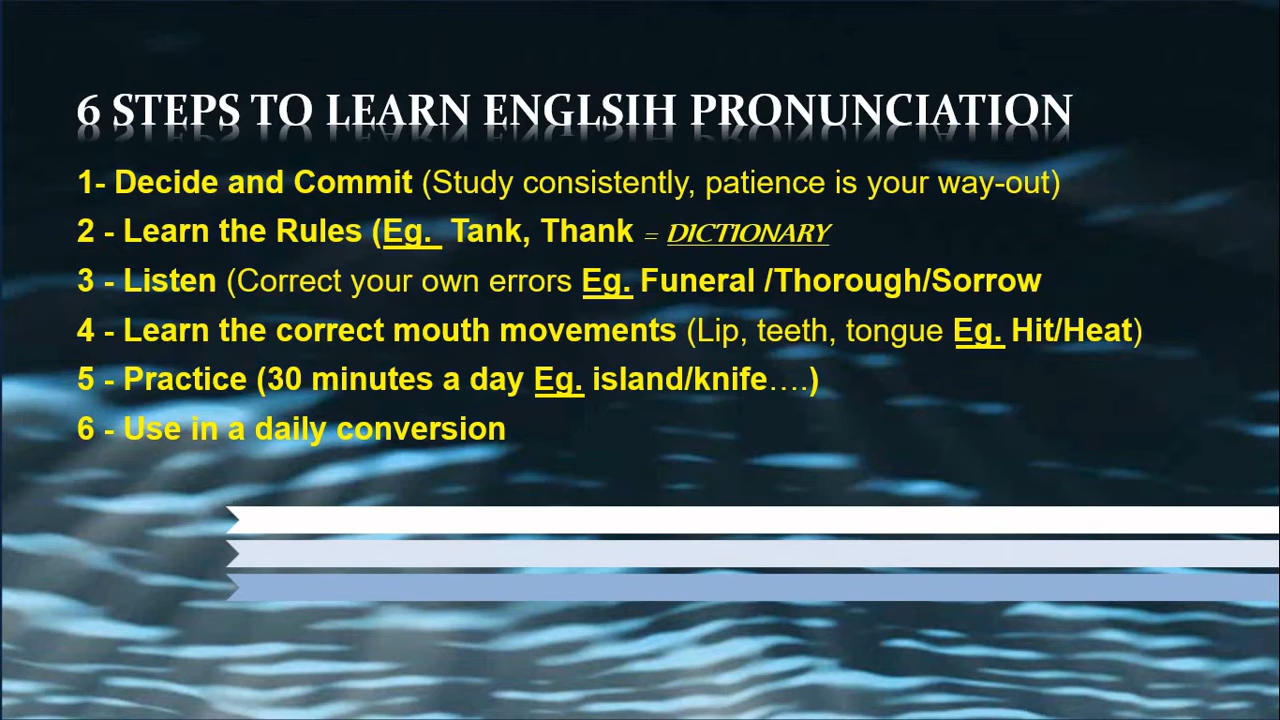 6 STEPS TO LEARN ENGLSIH PRONUNCIATION
1- Decide and Commit (Study consistently, patience is your way-out)
2 - Learn the Rules (Eg. Tank, Thank = DICTIONARY
3 - Listen (Correct your own errors Eg. Funeral /Thorough/Sorrow
4 - Learn the correct mouth movements (Lip, teeth, tongue Eg. Hit/Heat)
5 - Practice (30 minutes a day Eg. island/knife….)
6 - Use in a daily conversion